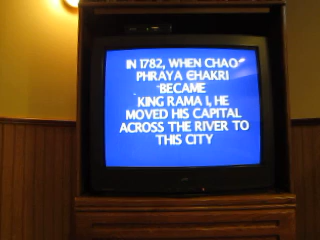 IN 1782, WHEN CHAO
PHRAYA CHAKRI
BECAME
KING RAMA I, HE
MOVED HIS CAPITAL
ACROSS THE RIVER TO
THIS CITY